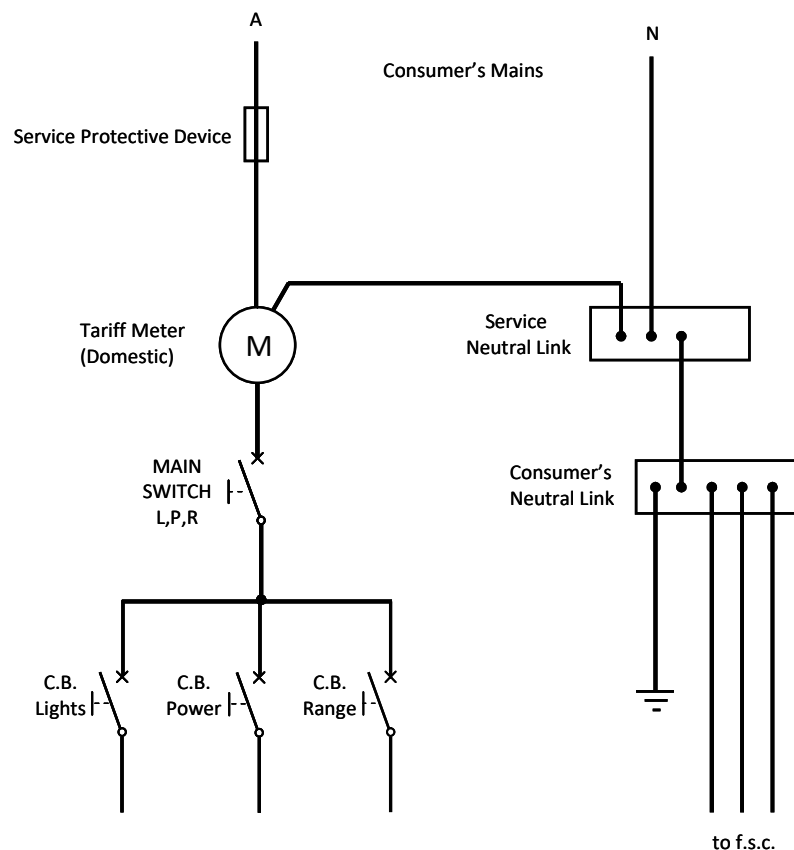 A
N
Consumer’s Mains
Service Protective Device
Tariff Meter
(Domestic)
M
Service
Neutral Link
MAIN
SWITCH
L,P,R
Consumer’s
Neutral Link
C.B.
Lights
C.B.
Power
C.B.
Range
to f.s.c.